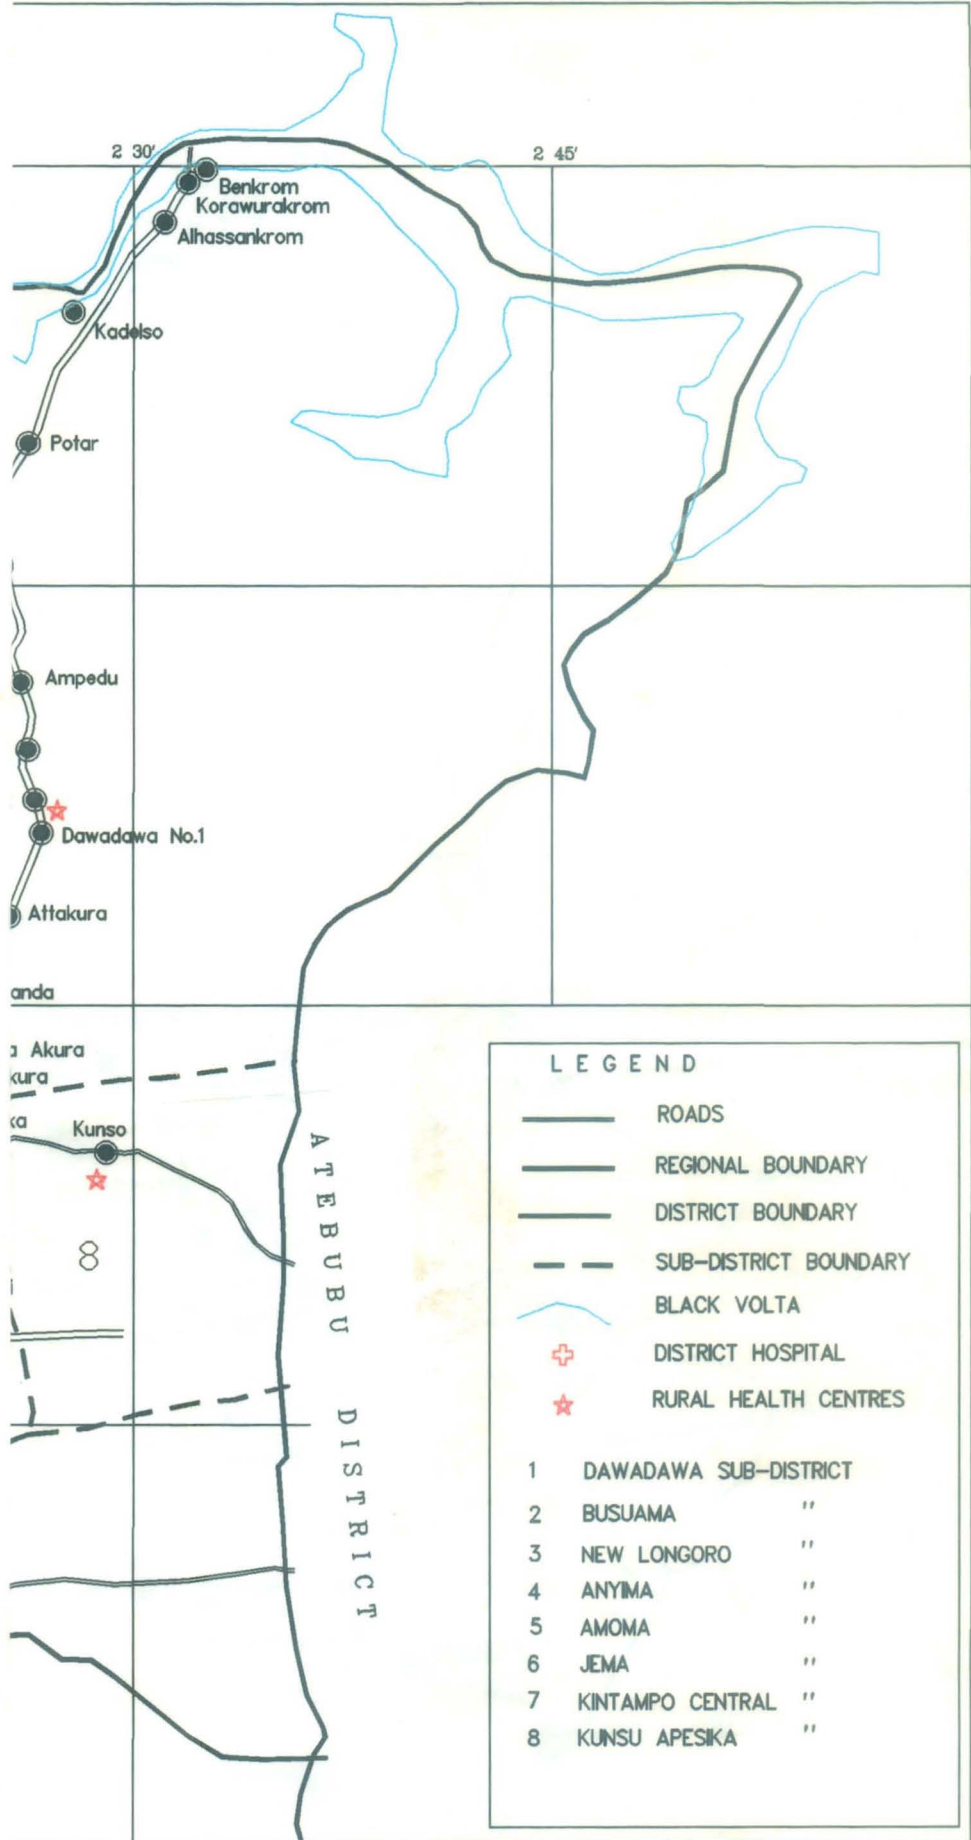 2 30' 2 45'
Benkrom
Korawurakrom
Alhassankrom
Kadelso
Potar
Ampedu
Dawadawa No.1
Attakura
anda
a Akura
kura
ka
Kunso
8
ATEBUBU DISTRICT
LEGEND
ROADS
REGIONAL BOUNDARY
DISTRICT BOUNDARY
SUB-DISTRICT BOUNDARY
BLACK VOLTA
DISTRICT HOSPITAL
RURAL HEALTH CENTRES
1 DAWADAWA SUB-DISTRICT
2 BUSUAMA "
3 NEW LONGORO "
4 ANYIMA "
5 AMOMA "
6 JEMA "
7 KINTAMPO CENTRAL "
8 KUNSU APESIKA "